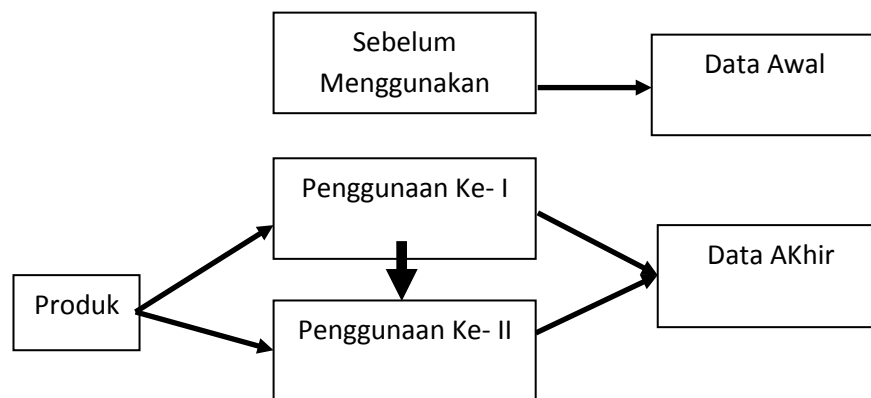 Sebelum
Menggunakan
Data Awal
Penggunaan Ke- I
Data AKhir
Produk
Penggunaan Ke- II